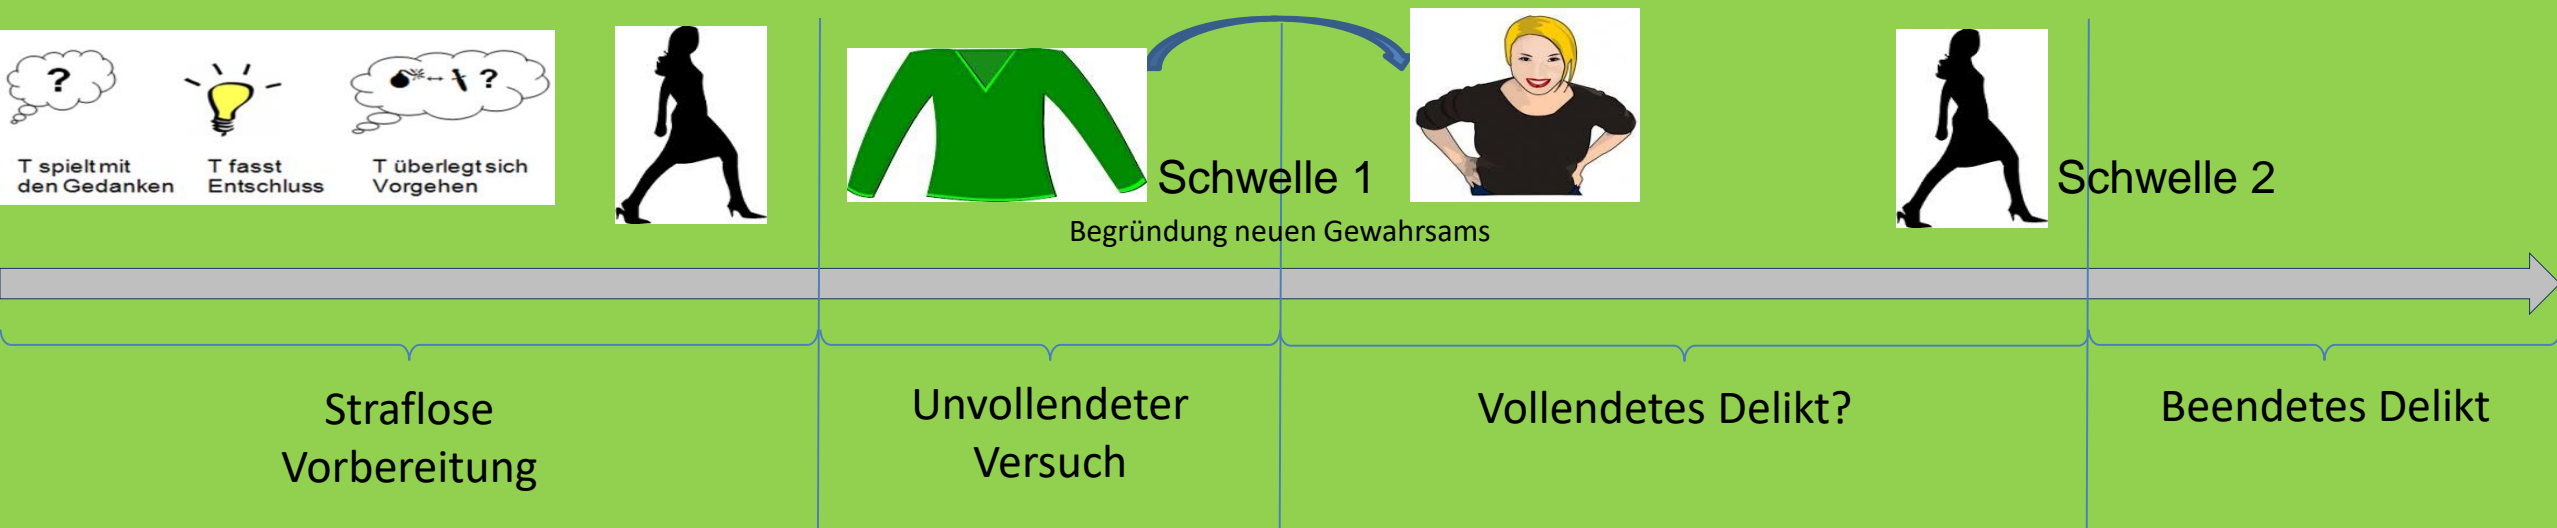 ?
?
T spielt mit
den Gedanken
T fasst
Entschluss
T überlegt sich
Vorgehen
Schwelle 1
Begründung neuen Gewahrsams
Schwelle 2
Straflose
Vorbereitung
Unvollendeter
Versuch
Vollendetes Delikt?
Beendetes Delikt